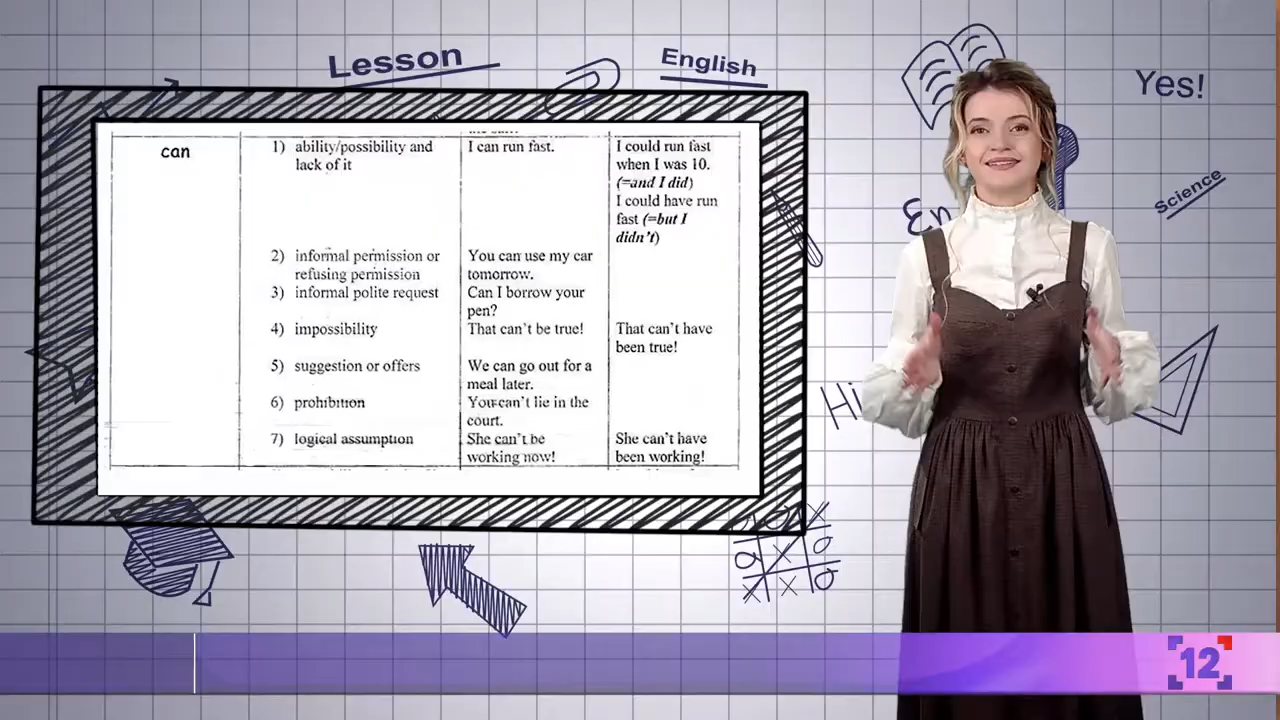 Lesson
English
Yes!
Science
En
Hi
can
1) ability/possibility and
lack of it
I can run fast.
I could run fast
when I was 10.
(=and I did)
I could have run
fast (=but I
didn't)
2) informal permission or
refusing permission
You can use my car
tomorrow.
3) informal polite request
Can I borrow your
pen?
4) impossibility
That can't be true!
That can't have
been true!
5) suggestion or offers
We can go out for a
meal later.
6) prohibition
You can't lie in the
court.
7) logical assumption
She can't be
working now!
She can't have
been working!
12